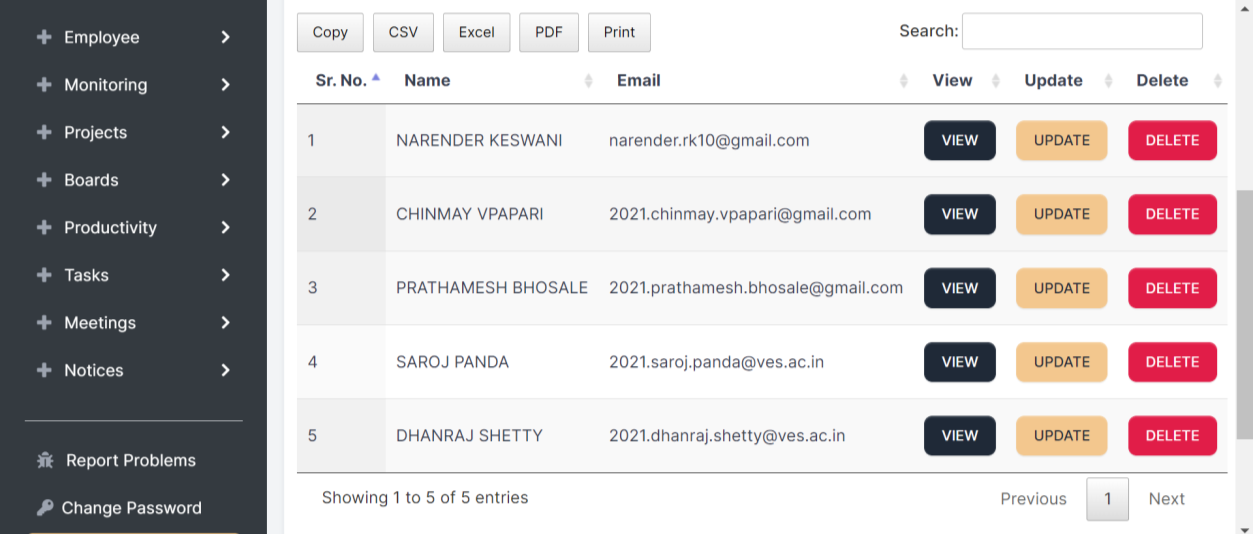 Employee
Monitoring
Projects
Boards
Productivity
Tasks
Meetings
Notices
Report Problems
Change Password
Copy CSV Excel PDF Print Search:
Sr. No. Name Email View Update Delete
1 NARENDER KESWANI narender.rk10@gmail.com VIEW UPDATE DELETE
2 CHINMAY VPAPARI 2021.chinmay.vpapari@gmail.com VIEW UPDATE DELETE
3 PRATHAMESH BHOSALE 2021.prathamesh.bhosale@gmail.com VIEW UPDATE DELETE
4 SAROJ PANDA 2021.saroj.panda@ves.ac.in VIEW UPDATE DELETE
5 DHANRAJ SHETTY 2021.dhanraj.shetty@ves.ac.in VIEW UPDATE DELETE
Showing 1 to 5 of 5 entries Previous 1 Next